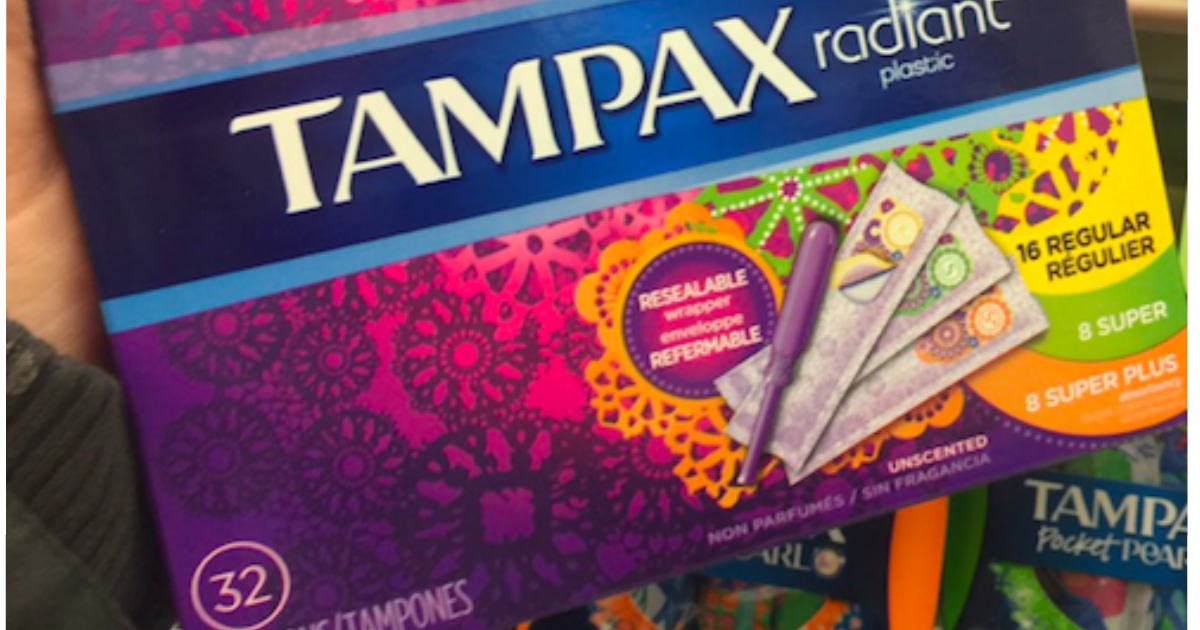 TAMPAX radiant
plastic
RESEALABLE
wrapper
enveloppe
REFERMABLE
16 REGULAR
RÉGULIER
8 SUPER
8 SUPER PLUS
absorbency
UNSCENTED
NON PARFUMÉS / SIN FRAGANCIA
32
/TAMPONES
TAMPA
Pocket PEAR